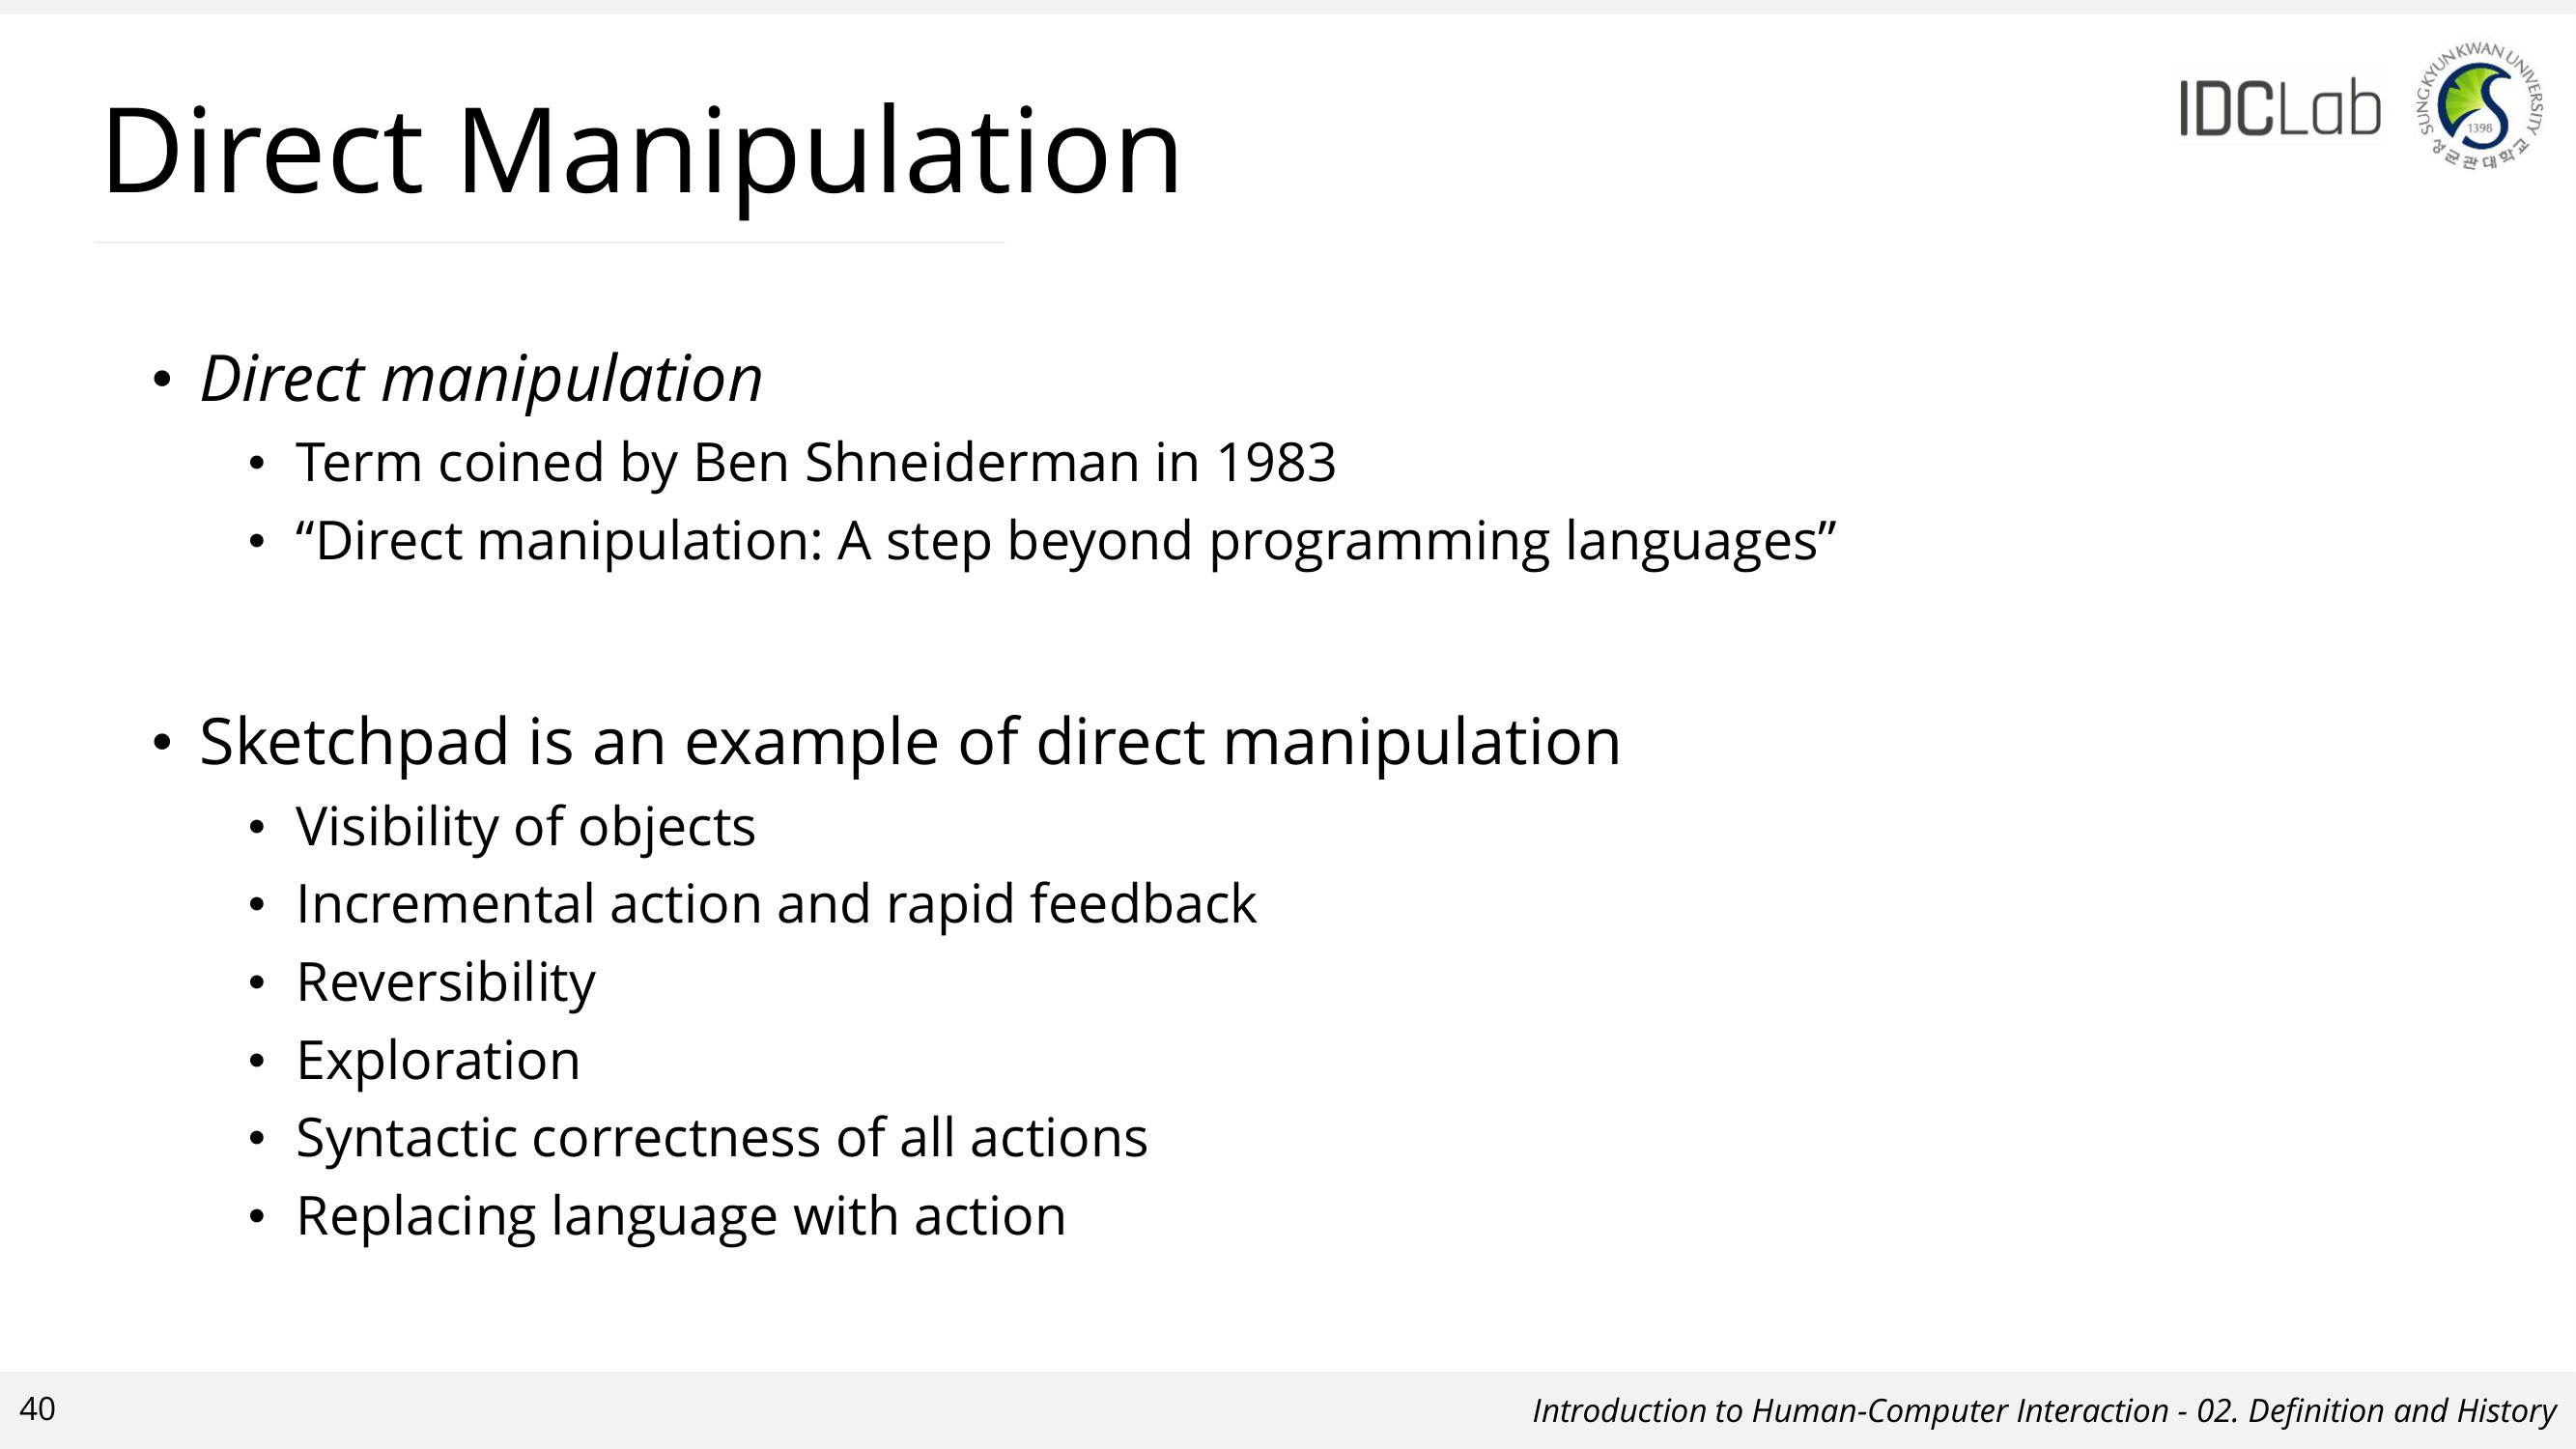 Direct Manipulation
IDCLab
SUNGKYUNKWAN UNIVERSITY
1398
성균관대학교
• Direct manipulation
• Term coined by Ben Shneiderman in 1983
• “Direct manipulation: A step beyond programming languages”
• Sketchpad is an example of direct manipulation
• Visibility of objects
• Incremental action and rapid feedback
• Reversibility
• Exploration
• Syntactic correctness of all actions
• Replacing language with action
40
Introduction to Human-Computer Interaction - 02. Definition and History